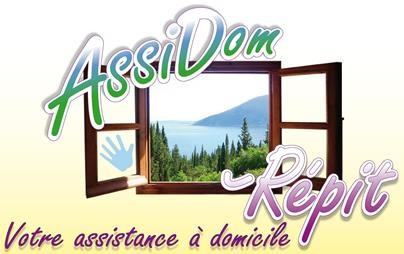 AssiDom
Répit
Votre assistance à domicile